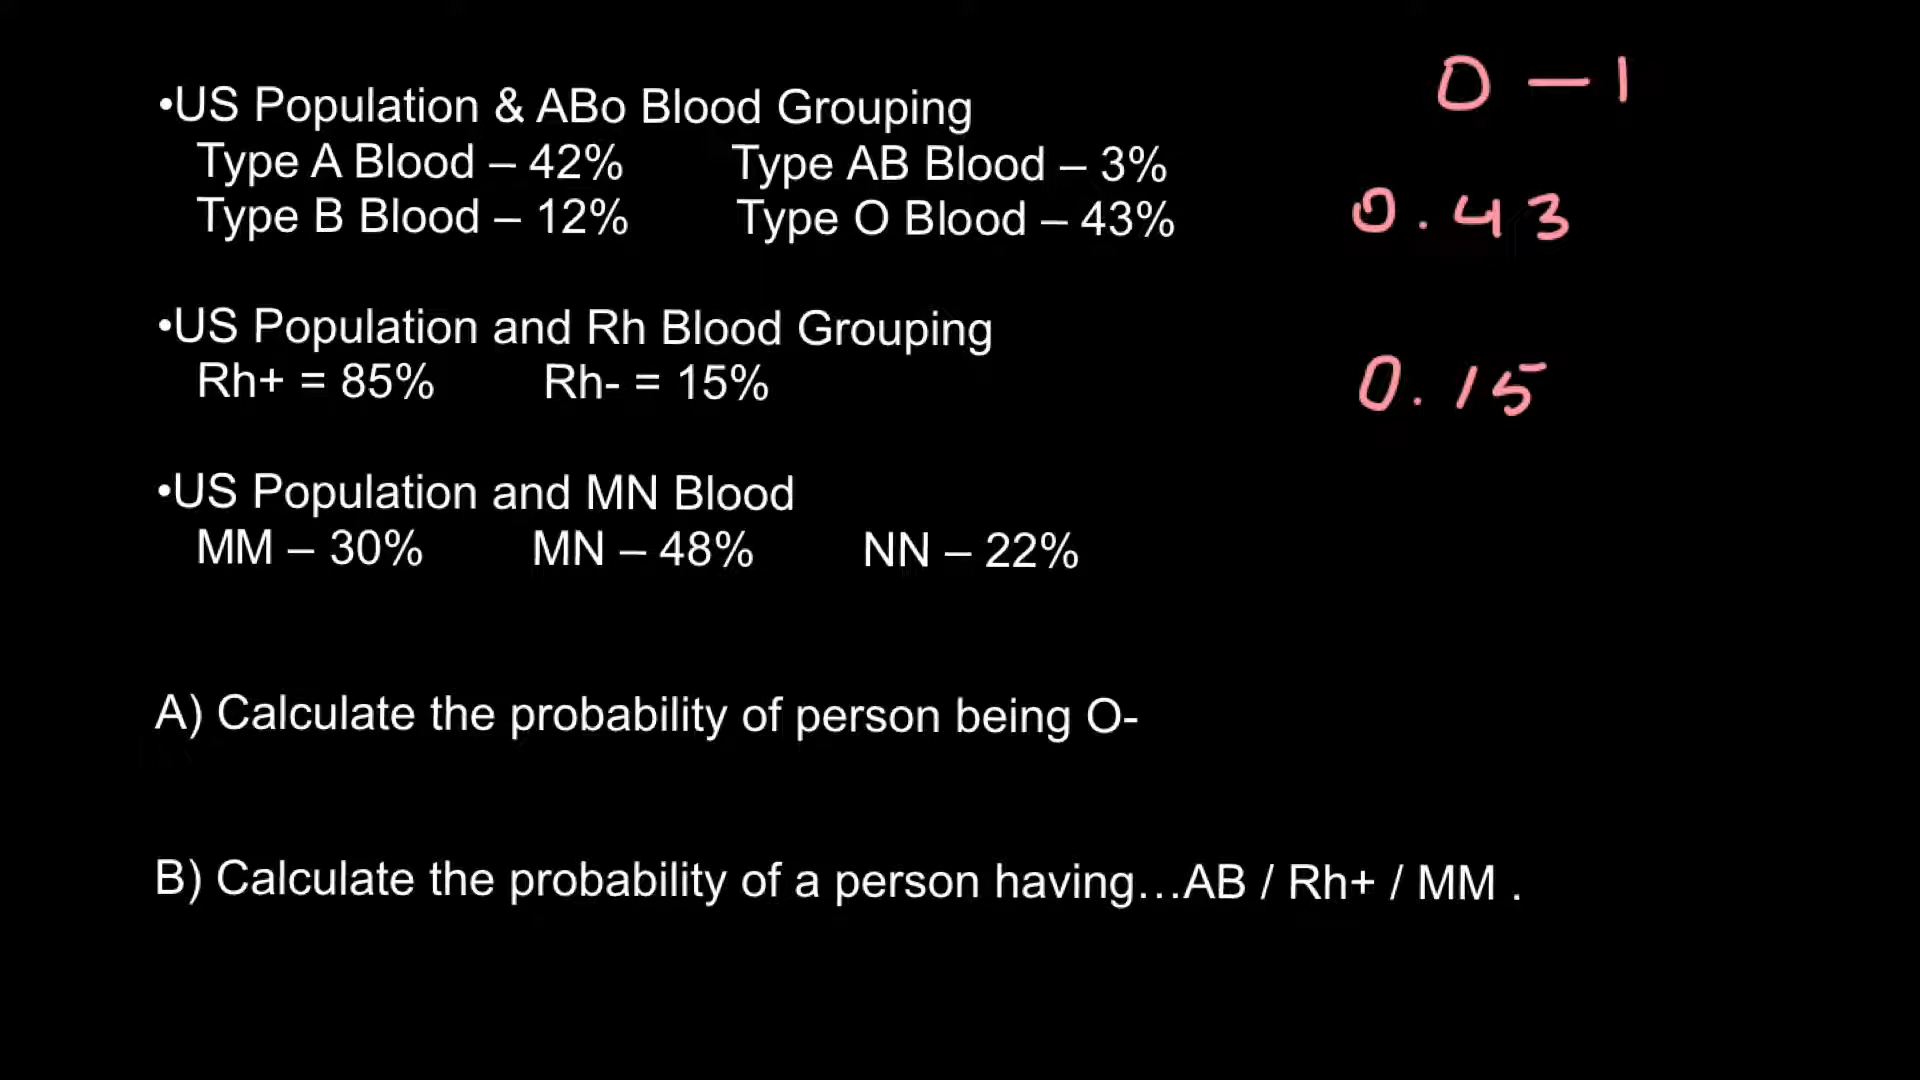 •US Population & ABo Blood Grouping
Type A Blood – 42% Type AB Blood – 3%
Type B Blood – 12% Type O Blood – 43%
•US Population and Rh Blood Grouping
Rh+ = 85% Rh- = 15%
•US Population and MN Blood
MM – 30% MN – 48% NN – 22%
A) Calculate the probability of person being O-
B) Calculate the probability of a person having…AB / Rh+ / MM .
0 – 1
0.43
0.15